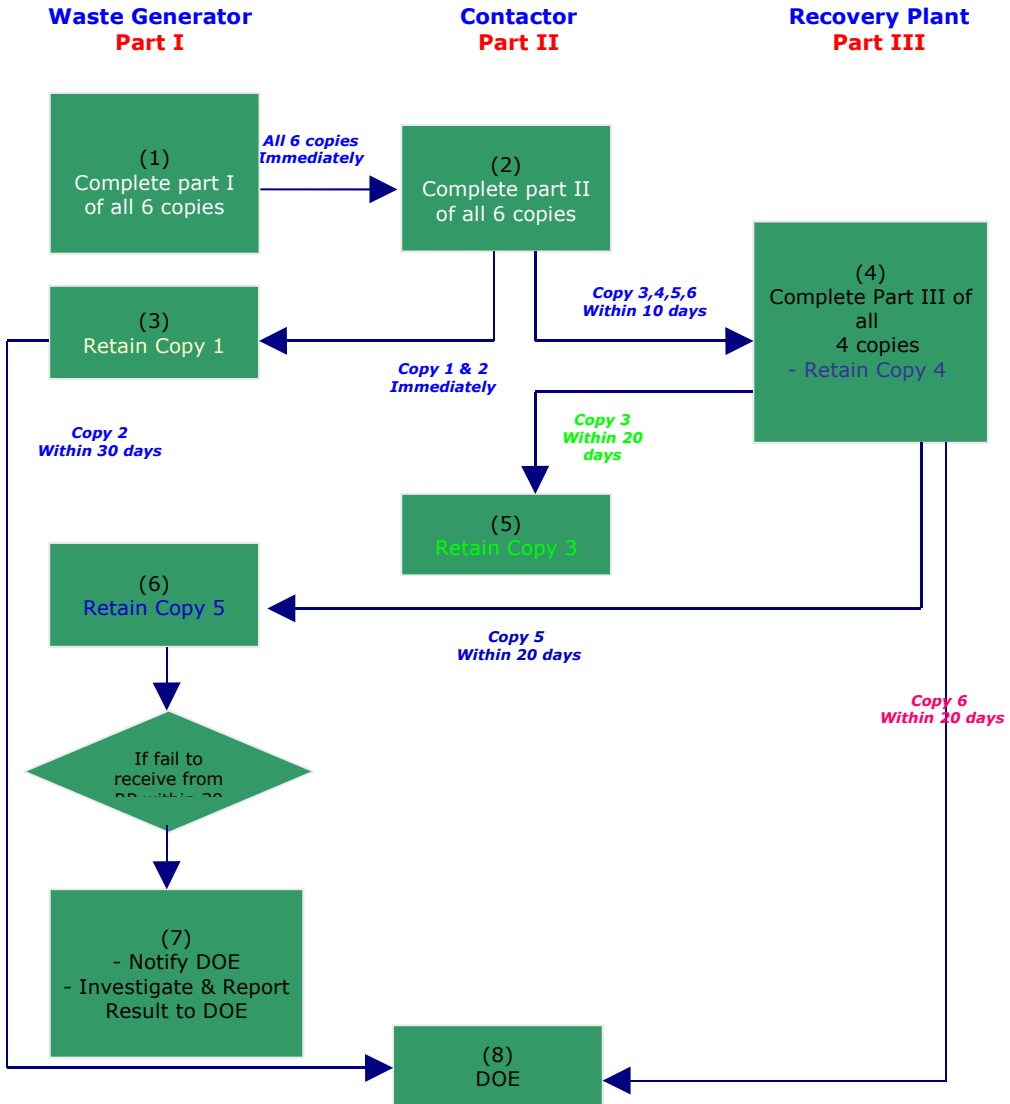 Waste Generator
Part I
Contactor
Part II
Recovery Plant
Part III
(1)
Complete part I
of all 6 copies
All 6 copies
Immediately
(2)
Complete part II
of all 6 copies
(3)
Retain Copy 1
Copy 1 & 2
Immediately
Copy 3,4,5,6
Within 10 days
(4)
Complete Part III of
all
4 copies
- Retain Copy 4.
Copy 2
Within 30 days
Copy 3
Within 20
days
(5)
Retain Copy 3
(6)
Retain Copy 5
Copy 5
Within 20 days
Copy 6
Within 20 days
If fail to
receive from
within
(7)
- Notify DOE
- Investigate & Report
Result to DOE
(8)
DOE